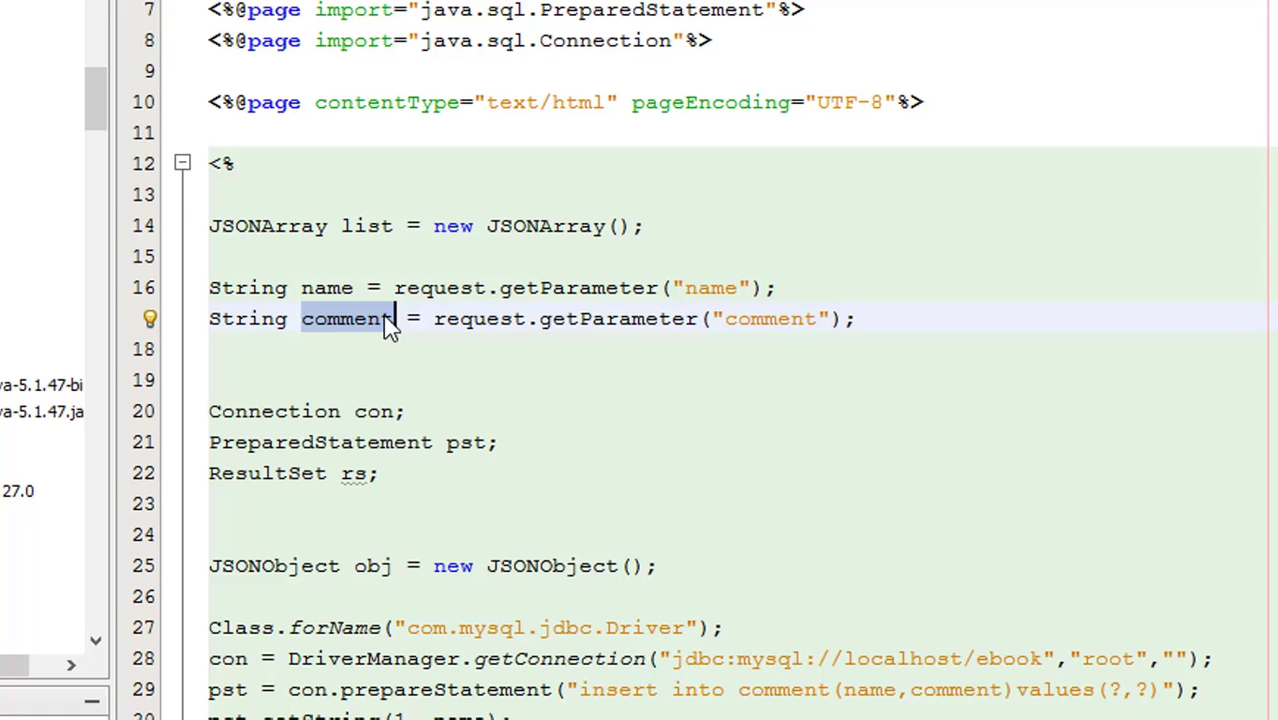 7 <%@page import="java.sql.PreparedStatement"%>
8 <%@page import="java.sql.Connection"%>
9
10 <%@page contentType="text/html" pageEncoding="UTF-8"%>
11
12 <%
13
14 JSONArray list = new JSONArray();
15
16 String name = request.getParameter("name");
String comment = request.getParameter("comment");
18
19
va-5.1.47-bi
20 Connection con;
va-5.1.47.ja
21 PreparedStatement pst;
22 ResultSet rs;
27.0
23
24
25 JSONObject obj = new JSONObject();
26
27 Class.forName("com.mysql.jdbc.Driver");
28 con = DriverManager.getConnection("jdbc:mysql://localhost/ebook","root","");
29 pst = con.prepareStatement("insert into comment(name,comment)values(?,?)");
30 pst.setString(1, name);